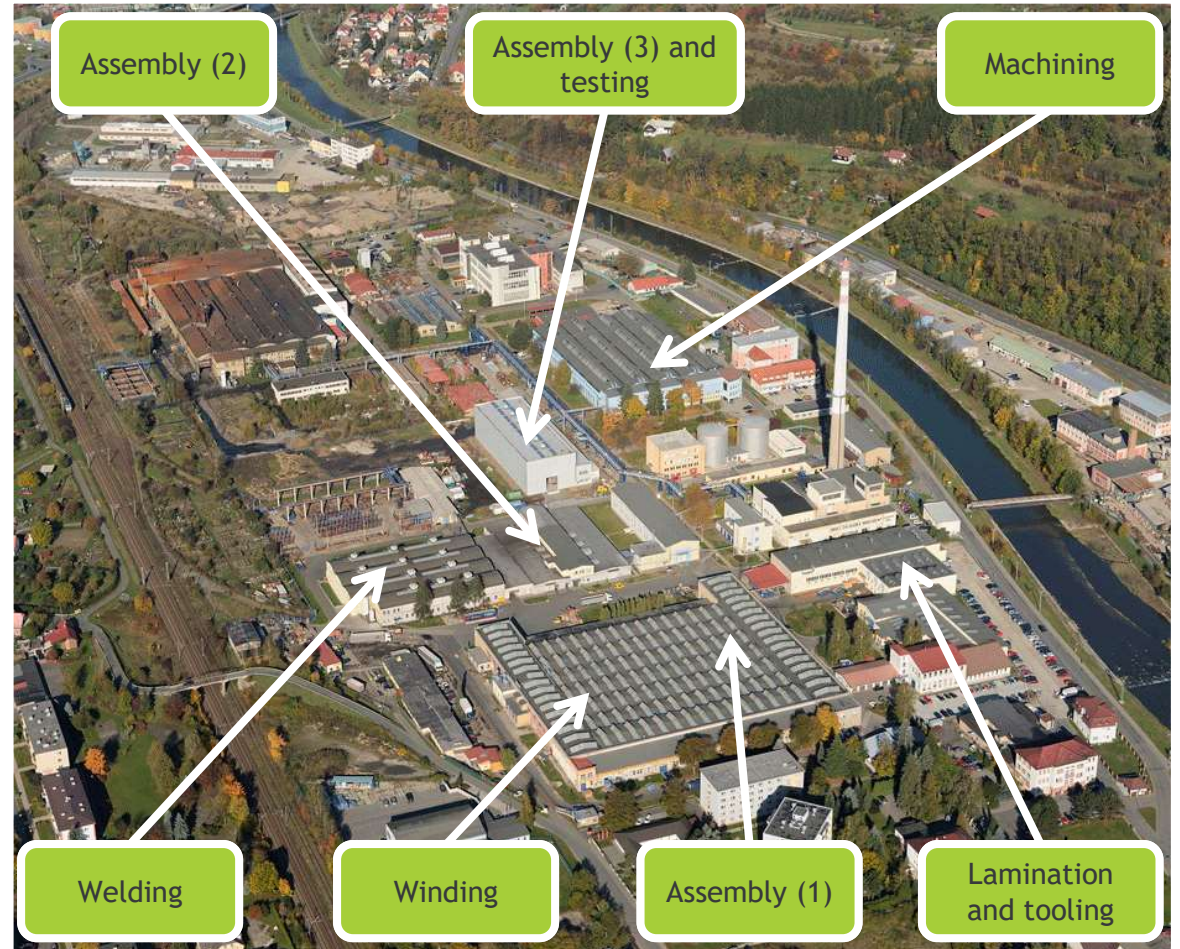 Assembly (2)
Assembly (3) and
testing
Machining
Welding
Winding
Assembly (1)
Lamination
and tooling